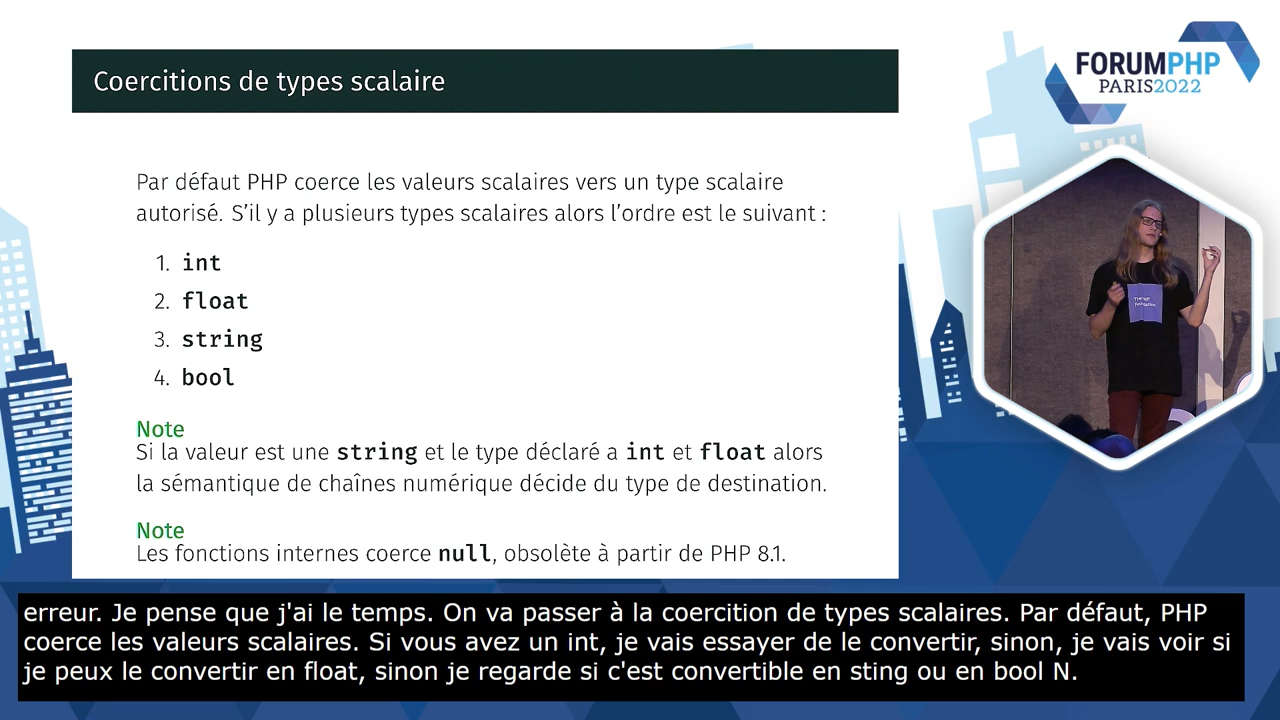 Coercitions de types scalaire
FORUMPHP
PARIS2022
Par défaut PHP coerce les valeurs scalaires vers un type scalaire
autorisé. S'il y a plusieurs types scalaires alors l'ordre est le suivant :
1. int
2. float
3. string
4. bool
Note
Si la valeur est une string et le type déclaré a int et float alors
la sémantique de chaînes numérique décide du type de destination.
Note
Les fonctions internes coerce null, obsolète à partir de PHP 8.1.
erreur. Je pense que j'ai le temps. On va passer à la coercition de types scalaires. Par défaut, PHP
coerce les valeurs scalaires. Si vous avez un int, je vais essayer de le convertir, sinon, je vais voir si
je peux le convertir en float, sinon je regarde si c'est convertible en sting ou en bool N.